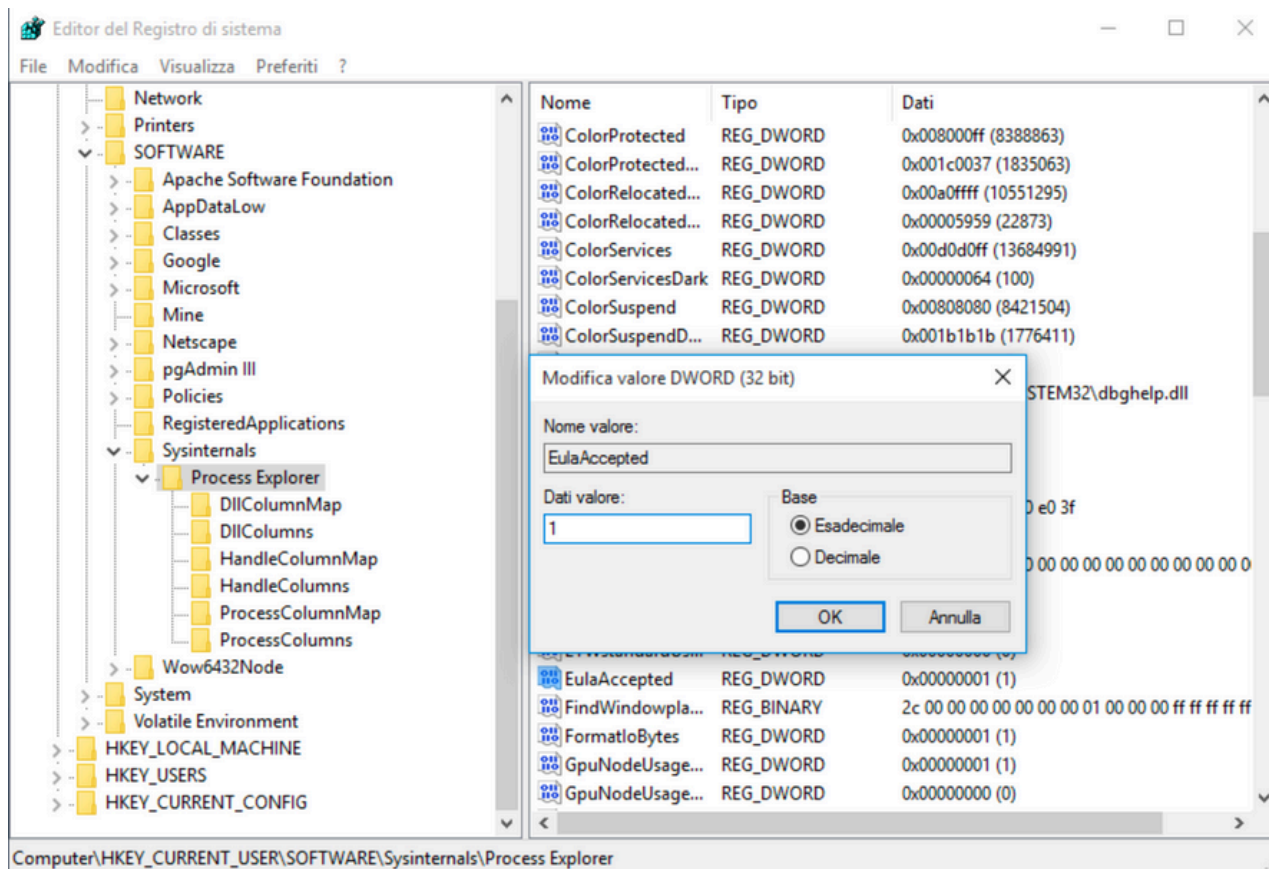 Editor del Registro di sistema
File Modifica Visualizza Preferiti ?
Network
Printers
SOFTWARE
Apache Software Foundation
AppDataLow
Classes
Google
Microsoft
Mine
Netscape
pgAdmin III
Policies
RegisteredApplications
Sysinternals
Process Explorer
DllColumnMap
DllColumns
HandleColumnMap
HandleColumns
ProcessColumnMap
ProcessColumns
Wow6432Node
System
Volatile Environment
HKEY_LOCAL_MACHINE
HKEY_USERS
HKEY_CURRENT_CONFIG
Nome Tipo Dati
ColorProtected REG_DWORD 0x008000ff (8388863)
ColorProtected... REG_DWORD 0x001c0037 (1835063)
ColorRelocated... REG_DWORD 0x00a0ffff (10551295)
ColorRelocated... REG_DWORD 0x00005959 (22873)
ColorServices REG_DWORD 0x00d0d0ff (13684991)
ColorServicesDark REG_DWORD 0x00000064 (100)
ColorSuspend REG_DWORD 0x00808080 (8421504)
ColorSuspendD... REG_DWORD 0x001b1b1b (1776411)
STEM32\dbghelp.dll
e0 3f
00 00 00 00 00 00 00 00 00
Modifica valore DWORD (32 bit)
Nome valore:
EulaAccepted
Dati valore:
1
Base
Esadecimale
Decimale
OK Annulla
EulaAccepted REG_DWORD 0x00000001 (1)
FindWindowpla... REG_BINARY 2c 00 00 00 00 00 00 00 01 00 00 00 ff ff ff ff ff
FormatIoBytes REG_DWORD 0x00000001 (1)
GpuNodeUsage... REG_DWORD 0x00000001 (1)
GpuNodeUsage... REG_DWORD 0x00000000 (0)
Computer\HKEY_CURRENT_USER\SOFTWARE\Sysinternals\Process Explorer